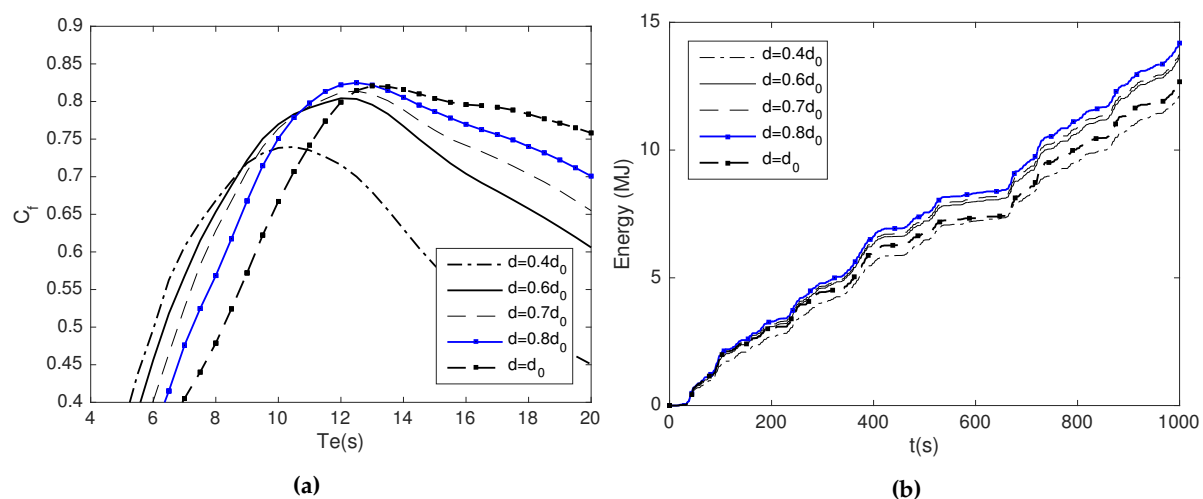 0.9
0.85
0.8
0.75
0.7
0.65
0.6
0.55
0.5
0.45
0.4
C_f
4 6 8 10 12 14 16 18 20
Te(s)
d=0.4d_0
d=0.6d_0
d=0.7d_0
d=0.8d_0
d=d_0
(a)
15
10
5
0
Energy (MJ)
0 200 400 600 800 1000
t(s)
d=0.4d_0
d=0.6d_0
d=0.7d_0
d=0.8d_0
d=d_0
(b)